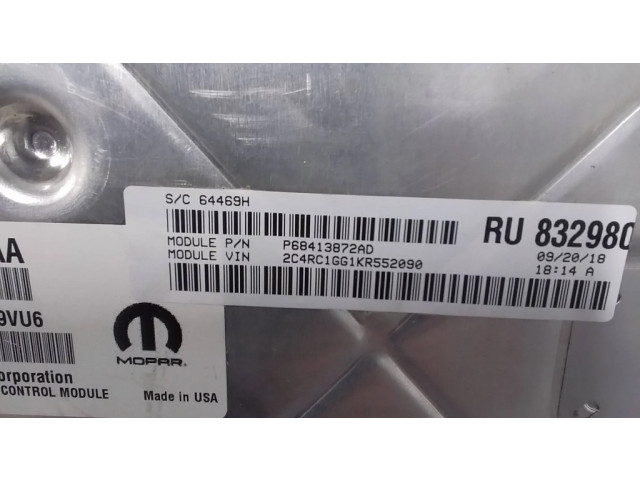 S/C 64469H
MODULE P/N P68413872AD
MODULE VIN 2C4RC1GG1KR552090
RU 832980
09/20/18
18:14 A
AA
9VU6
MOPAR
orporation
CONTROL MODULE
Made in USA